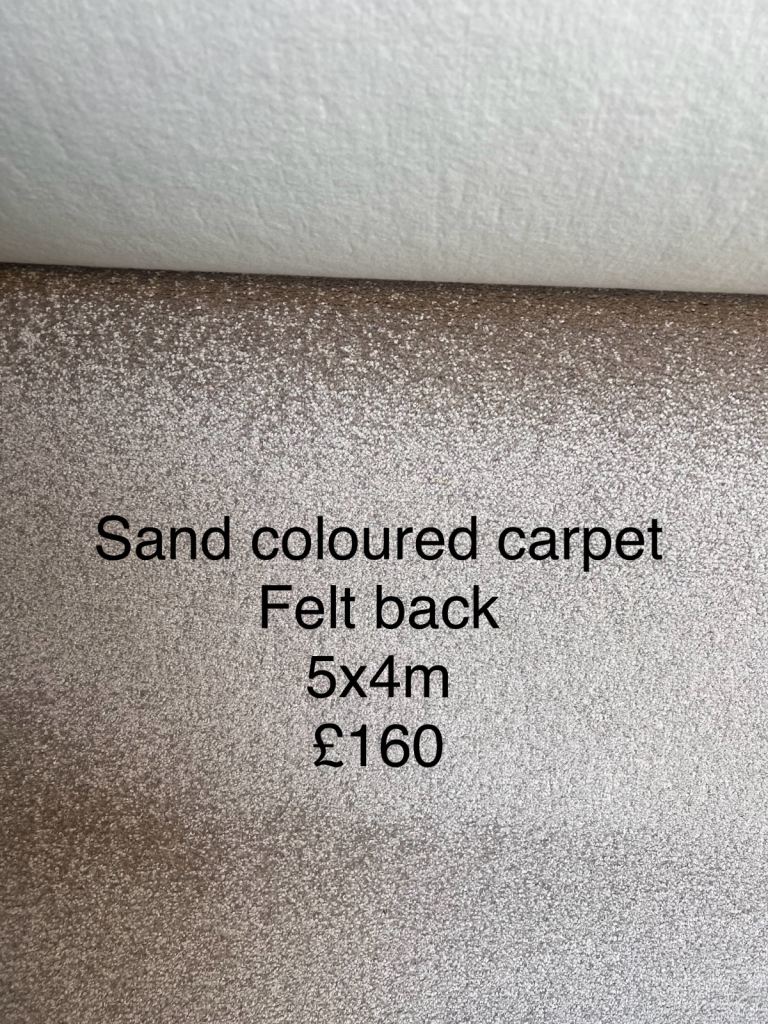 Sand coloured carpet
Felt back
5x4m
£160